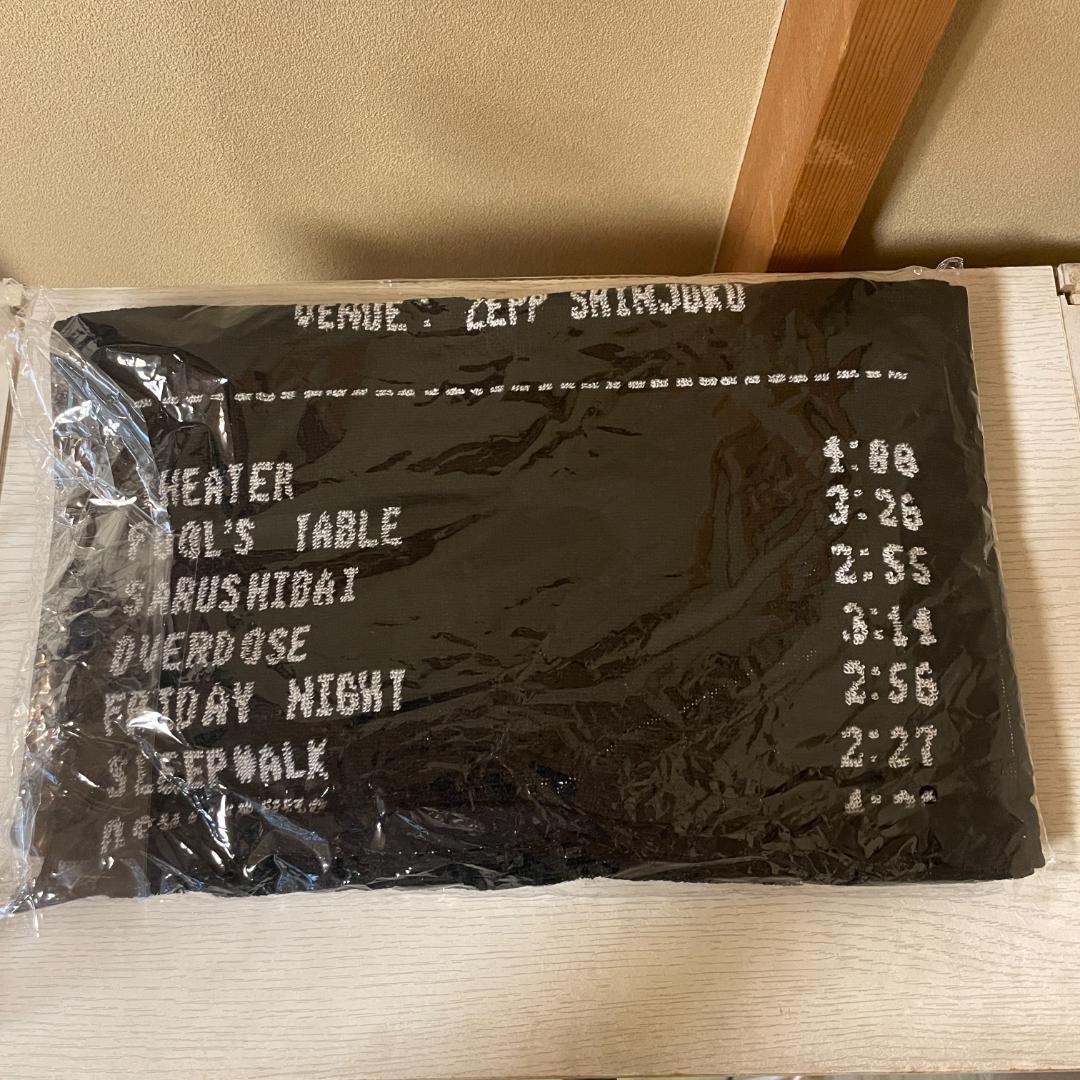 VENUE : ZEPP SHINJUKU
HEATER 1:00
FOOL'S TABLE 3:26
SARUSHIBAI 2:55
OVERDOSE 3:14
FRIDAY NIGHT 2:56
SLEEPWALK 2:27